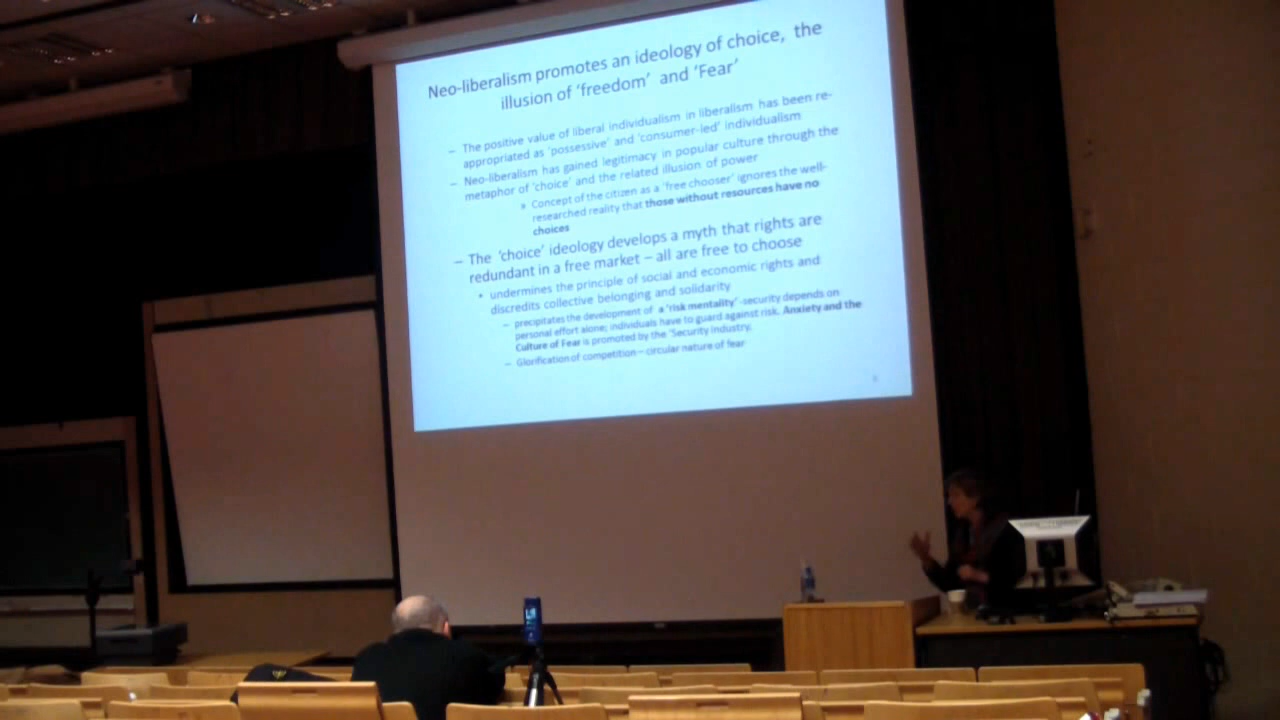 Neo-liberalism promotes an ideology of choice, the
illusion of ‘freedom’ and ‘Fear’
– The positive value of liberal individualism in liberalism has been re-
appropriated as ‘possessive’ and ‘consumer-led’ individualism
– Neo-liberalism has gained legitimacy in popular culture through the
metaphor of ‘choice’ and the related illusion of power
Concept of the citizen as a ‘free chooser’ ignores the well-
researched reality that those without resources have no
choices
– The ‘choice’ ideology develops a myth that rights are
redundant in a free market – all are free to choose
• undermines the principle of social and economic rights and
discredits collective belonging and solidarity
– precipitates the development of a ‘risk mentality’ -security depends on
personal effort alone; individuals have to guard against risk. Anxiety and the
Culture of Fear is promoted by the ‘Security Industry.
– Glorification of competition – circular nature of fear